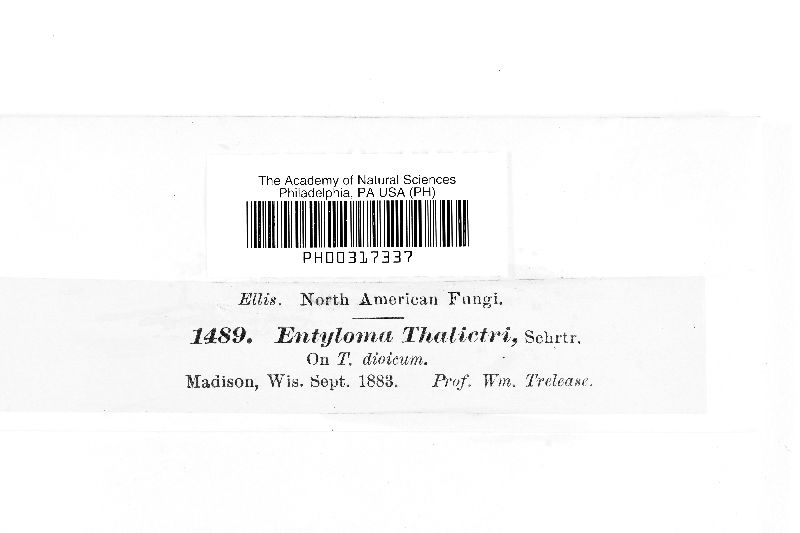 The Academy of Natural Sciences
Philadelphia, PA USA (PH)
PH00317337
Ellis. North American Fungi.
1489. Entyloma Thalictri, Schrtr.
On T. dioicum.
Madison, Wis. Sept. 1883. Prof. Wm. Trelease.